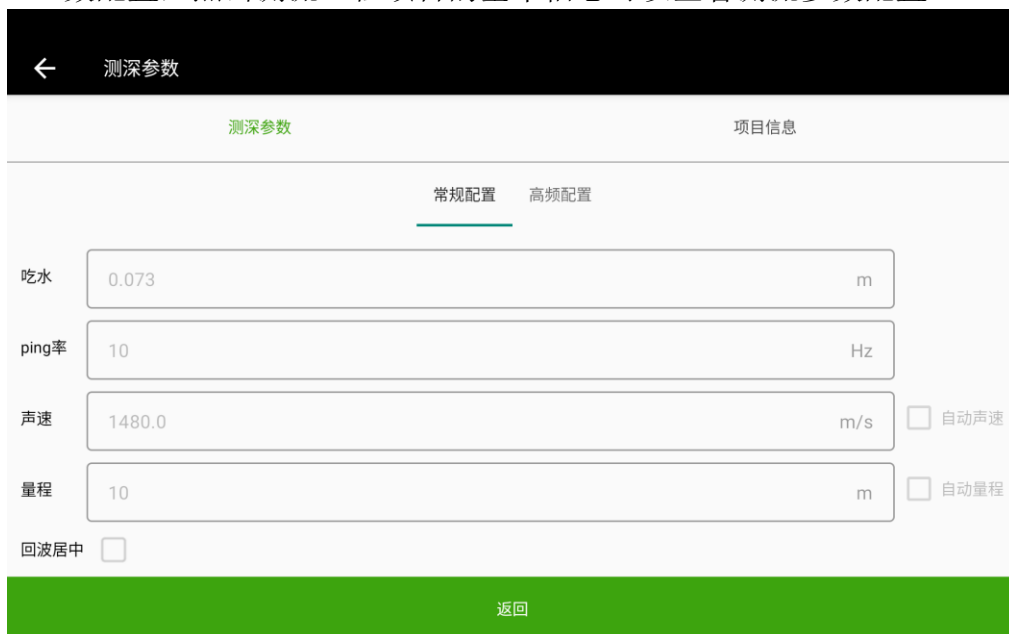 测深参数
测深参数 项目信息
常规配置 高频配置
吃水 0.073 m
ping率 10 Hz
声速 1480.0 m/s 自动声速
量程 10 m 自动量程
回波居中
返回